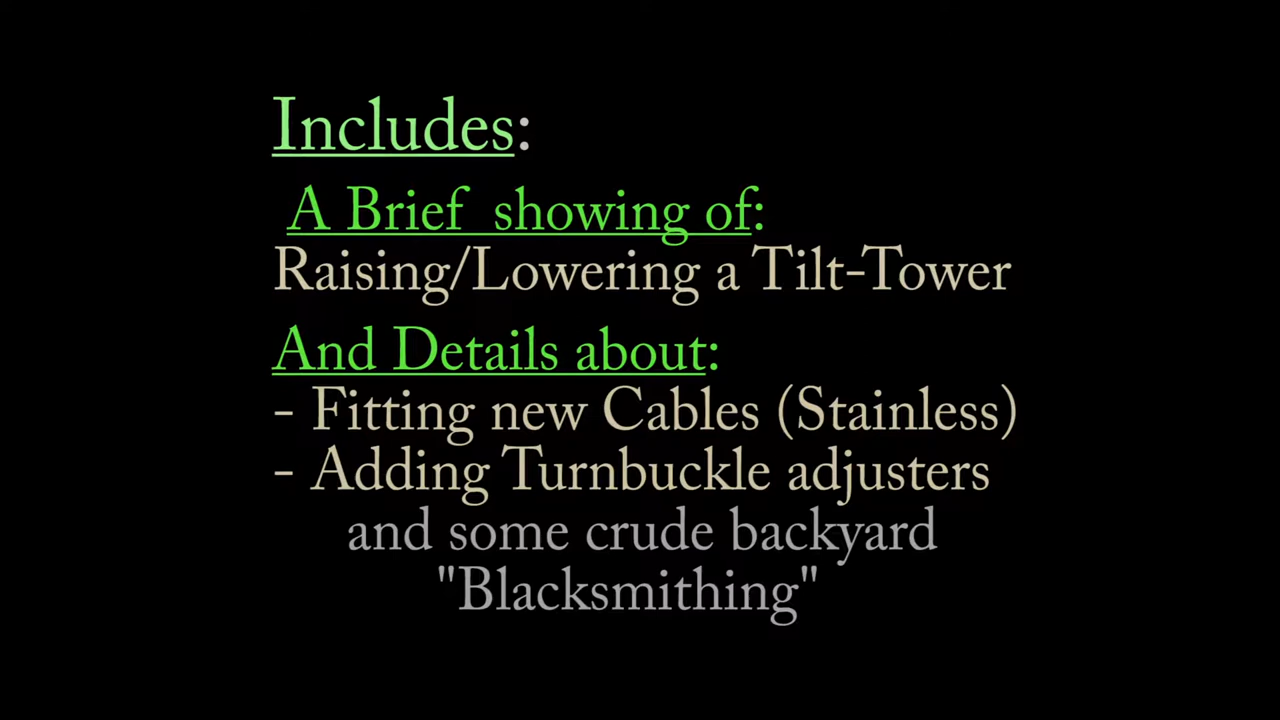 Includes:
A Brief  showing of:
Raising/Lowering a Tilt-Tower
And Details about:
- Fitting new Cables (Stainless)
- Adding Turnbuckle adjusters
and some crude backyard
"Blacksmithing"